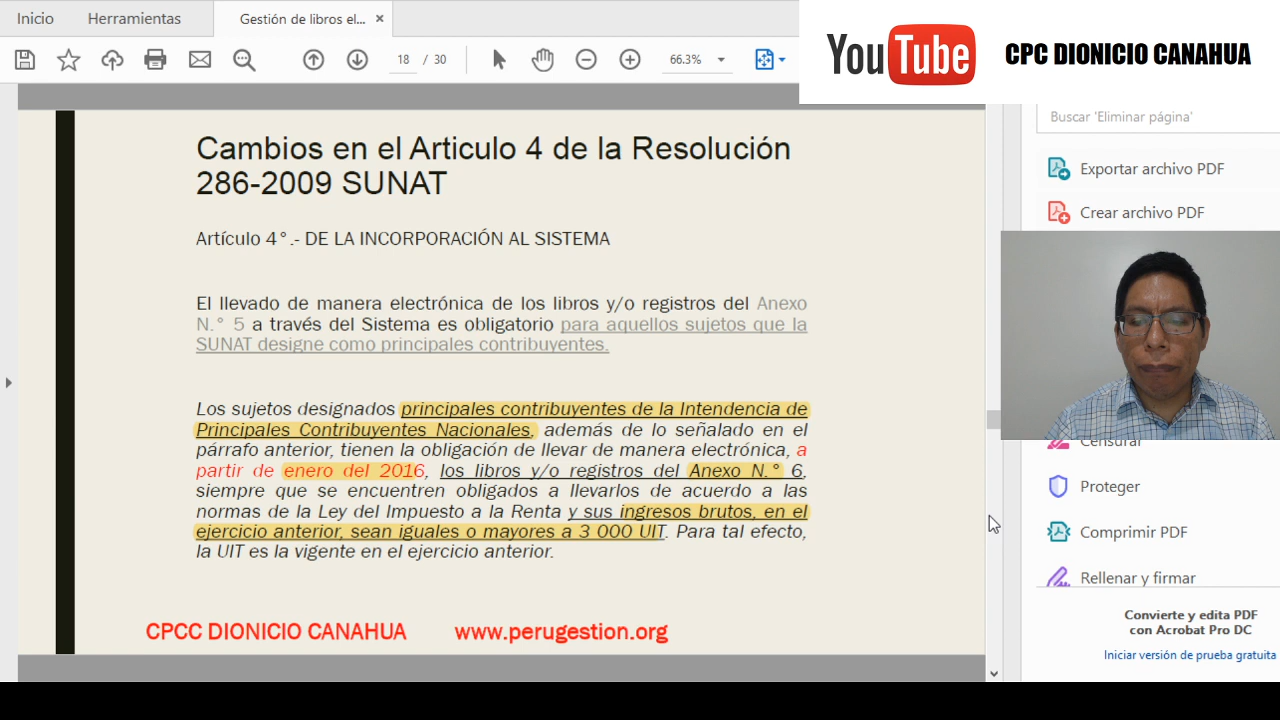 Inicio
Herramientas
Gestión de libros el...
18 / 30
66.3%
YouTube
CPC DIONICIO CANAHUA
Cambios en el Articulo 4 de la Resolución
286-2009 SUNAT
Artículo 4°.- DE LA INCORPORACIÓN AL SISTEMA
El llevado de manera electrónica de los libros y/o registros del Anexo
N.° 5 a través del Sistema es obligatorio para aquellos sujetos que la
SUNAT designe como principales contribuyentes.
Los sujetos designados principales contribuyentes de la Intendencia de
Principales Contribuyentes Nacionales, además de lo señalado en el
párrafo anterior, tienen la obligación de llevar de manera electrónica, a
partir de enero del 2016, los libros y/o registros del Anexo N.° 6,
siempre que se encuentren obligados a llevarlos de acuerdo a las
normas de la Ley del Impuesto a la Renta y sus ingresos brutos, en el
ejercicio anterior, sean iguales o mayores a 3 000 UIT. Para tal efecto,
la UIT es la vigente en el ejercicio anterior.
CPCC DIONICIO CANAHUA
www.perugestion.org
Buscar 'Eliminar página'
Exportar archivo PDF
Crear archivo PDF
Censurar
Proteger
Comprimir PDF
Rellenar y firmar
Convierte y edita PDF
con Acrobat Pro DC
Iniciar versión de prueba gratuita